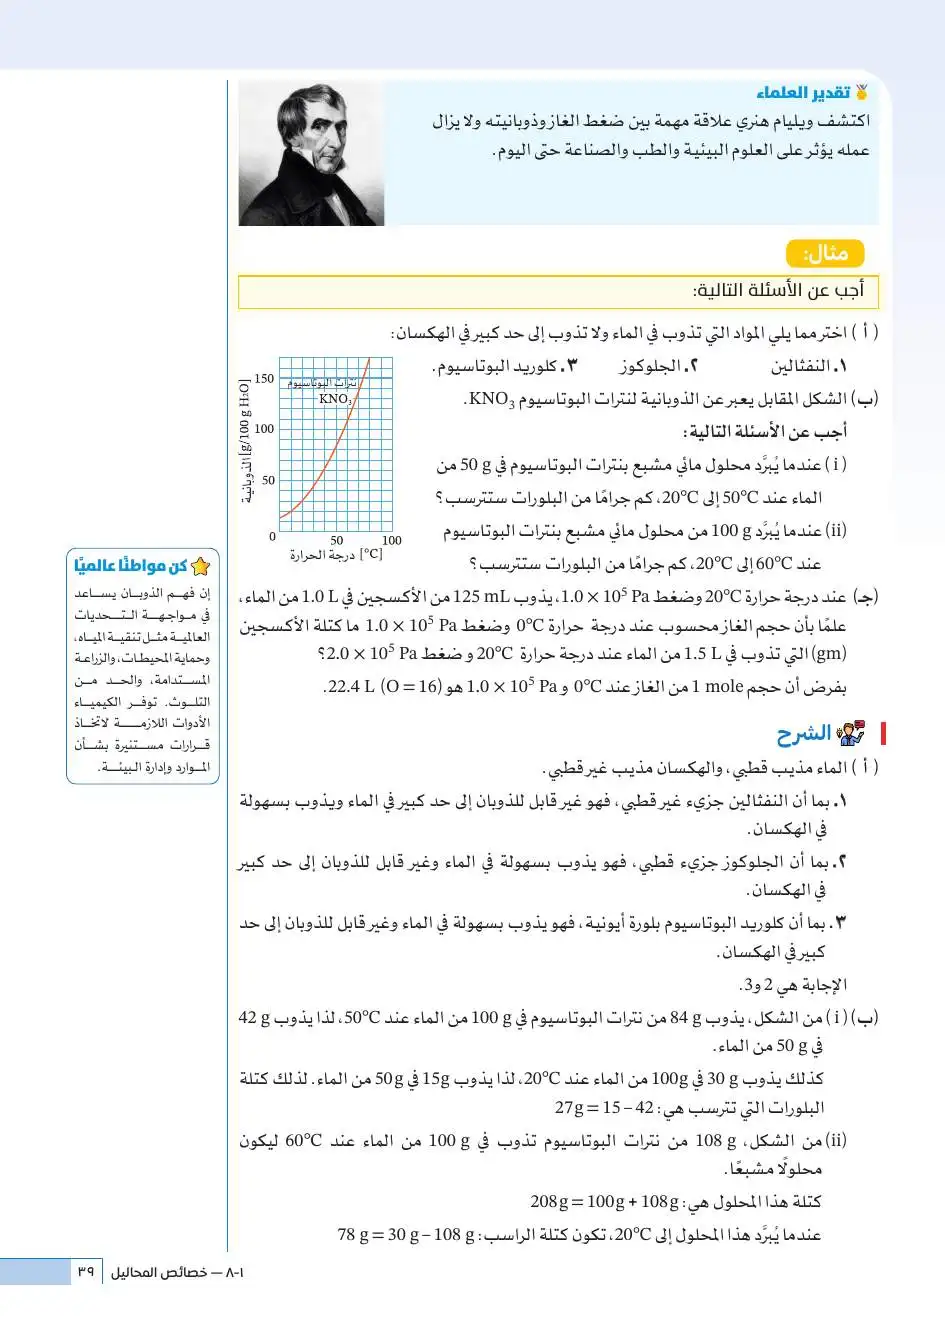 تقدير العلماء
اكتشف ويليام هنري علاقة مهمة بين ضغط الغاز وذوبانيته ولا يزال
عمله يؤثر على العلوم البيئية والطب والصناعة حتى اليوم.
مثال:
أجب عن الأسئلة التالية:
( أ ) اختر مما يلي المواد التي تذوب في الماء ولا تذوب إلى حد كبير في الهكسان:
١. النفثالين ٢. الجلوكوز ٣. كلوريد البوتاسيوم.
(ب) الشكل المقابل يعبر عن الذوبانية لنترات البوتاسيوم KNO₃.
أجب عن الأسئلة التالية:
( i ) عندما يُبرَّد محلول مائي مشبع بنترات البوتاسيوم في 50 g من
الماء عند 50°C إلى 20°C، كم جرامًا من البلورات ستترسب؟
(ii) عندما يُبرَّد 100 g من محلول مائي مشبع بنترات البوتاسيوم
عند 60°C إلى 20°C، كم جرامًا من البلورات ستترسب؟
نترات البوتاسيوم
KNO₃
150
100
50
0
50
100
الذوبانية [g/100 g H₂O]
درجة الحرارة [°C]
(جـ) عند درجة حرارة 20°C وضغط 1.0 × 10⁵ Pa، يذوب 125 mL من الأكسجين في 1.0 L من الماء،
علمًا بأن حجم الغاز محسوب عند درجة حرارة 0°C وضغط 1.0 × 10⁵ Pa ما كتلة الأكسجين
(gm) التي تذوب في 1.5 L من الماء عند درجة حرارة 20°C و ضغط 2.0 × 10⁵ Pa؟
بفرض أن حجم 1 mole من الغاز عند 0°C و 1.0 × 10⁵ Pa هو 22.4 L (O = 16).
كن مواطنًا عالميًا
إن فهم الذوبان يساعد
في مواجهة التحديات
العالمية مثل تنقية المياه،
وحماية المحيطات، والزراعة
المستدامة، والحد من
التلوث. توفر الكيمياء
الأدوات اللازمة لاتخاذ
قرارات مستنيرة بشأن
الموارد وإدارة البيئة.
الشرح
( أ ) الماء مذيب قطبي، والهكسان مذيب غير قطبي.
١. بما أن النفثالين جزيء غير قطبي، فهو غير قابل للذوبان إلى حد كبير في الماء ويذوب بسهولة
في الهكسان.
٢. بما أن الجلوكوز جزيء قطبي، فهو يذوب بسهولة في الماء وغير قابل للذوبان إلى حد كبير
في الهكسان.
٣. بما أن كلوريد البوتاسيوم بلورة أيونية، فهو يذوب بسهولة في الماء وغير قابل للذوبان إلى حد
كبير في الهكسان.
الإجابة هي 2 و3.
(ب) ( i ) من الشكل، يذوب 84 g من نترات البوتاسيوم في 100 g من الماء عند 50°C، لذا يذوب 42 g
في 50 g من الماء.
كذلك يذوب 30 g في 100g من الماء عند 20°C، لذا يذوب 15g في 50g من الماء. لذلك كتلة
البلورات التي تترسب هي: 42 – 15 = 27g
(ii) من الشكل، 108 g من نترات البوتاسيوم تذوب في 100 g من الماء عند 60°C ليكون
محلولًا مشبعًا.
كتلة هذا المحلول هي: 108g + 100g = 208g
عندما يُبرَّد هذا المحلول إلى 20°C، تكون كتلة الراسب: 108 g – 30 g = 78 g
٨-١ — خصائص المحاليل ٣٩